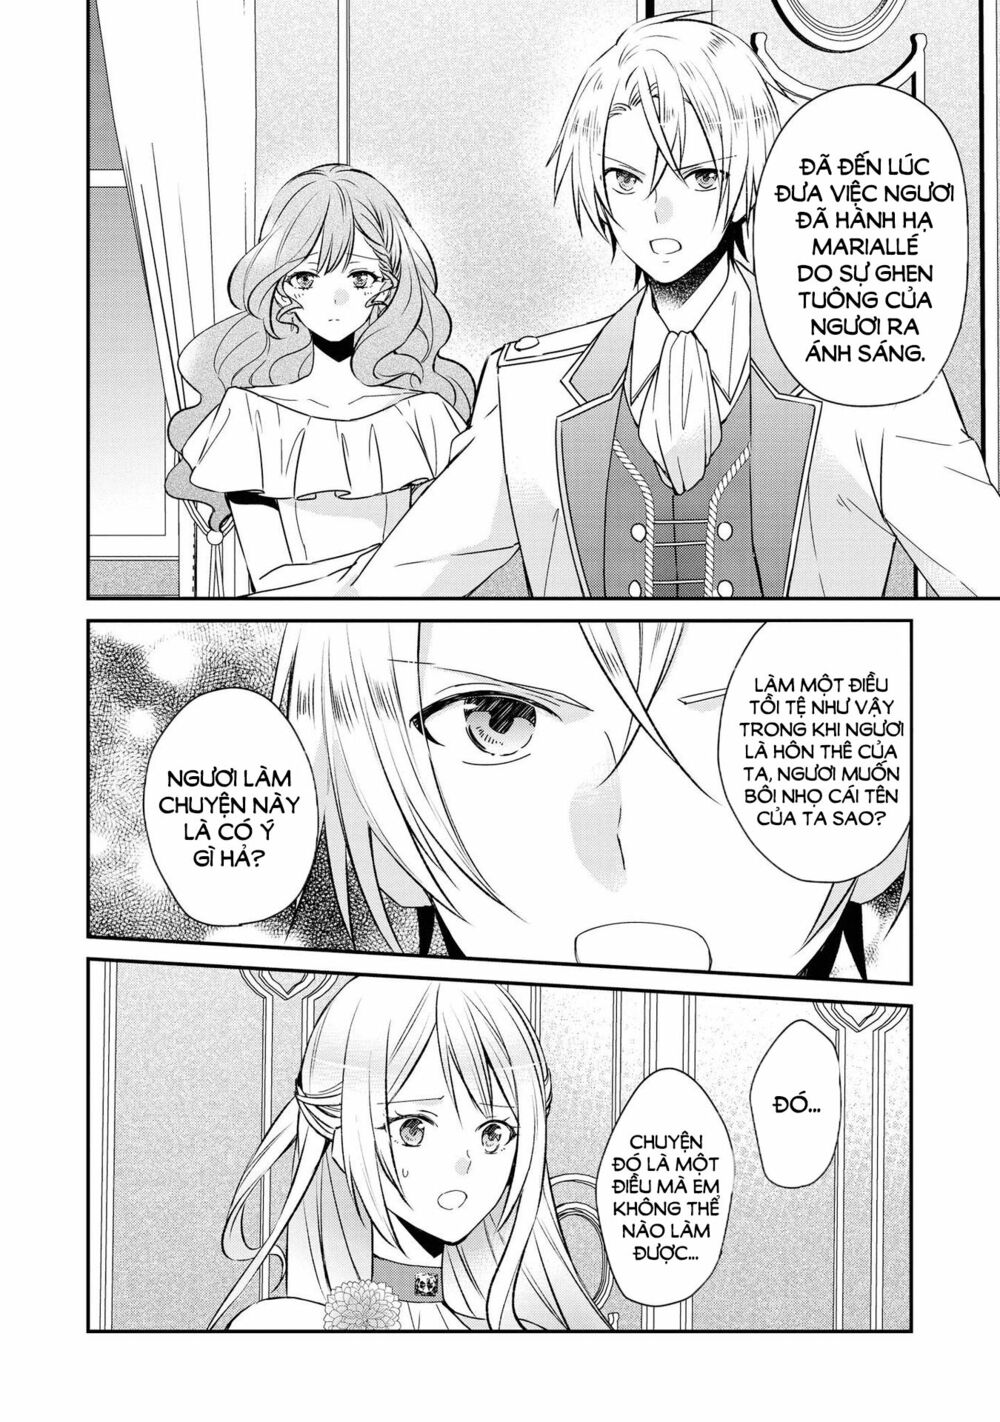 ĐÃ ĐẾN LÚC
ĐƯA VIỆC NGƯƠI
ĐÃ HÀNH HẠ
MARIALLÉ
DO SỰ GHEN
TUÔNG CỦA
NGƯƠI RA
ÁNH SÁNG.
LÀM MỘT ĐIỀU
TỒI TỆ NHƯ VẬY
TRONG KHI NGƯƠI
LÀ HÔN THÊ CỦA
TA, NGƯƠI MUỐN
BÔI NHỌ CÁI TÊN
CỦA TA SAO?
NGƯƠI LÀM
CHUYỆN NÀY
LÀ CÓ Ý
GÌ HẢ?
ĐÓ...
CHUYỆN
ĐÓ LÀ MỘT
ĐIỀU MÀ EM
KHÔNG THỂ
NÀO LÀM
ĐƯỢC...